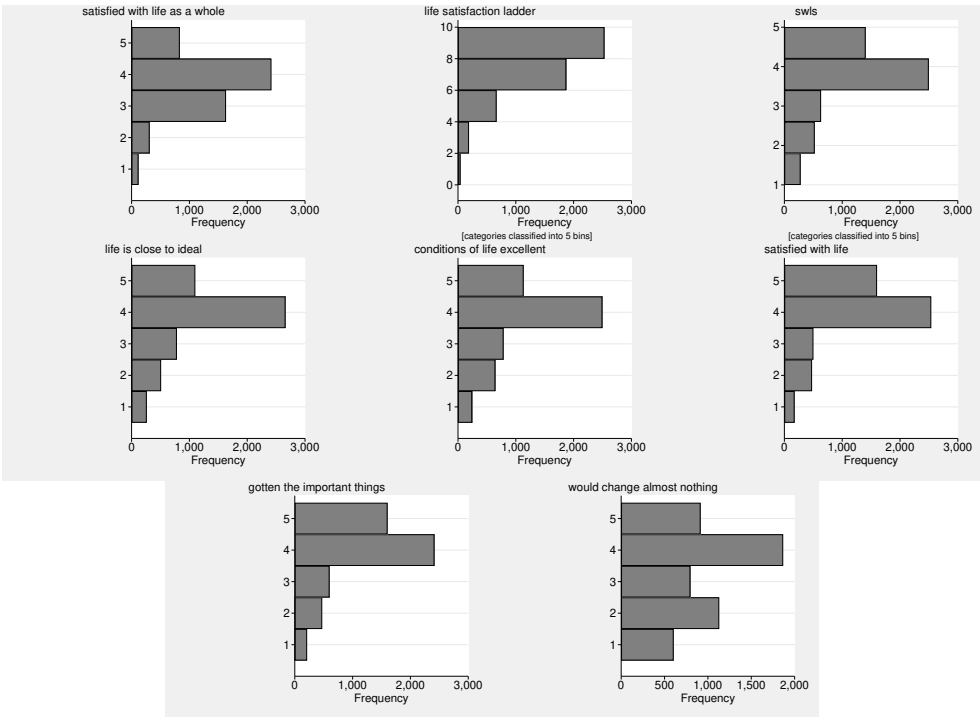 satisfied with life as a whole
5
4
3
2
1
0 1,000 2,000 3,000
Frequency
life satisfaction ladder
10
8
6
4
2
0
0 1,000 2,000 3,000
Frequency
[categories classified into 5 bins]
swls
5
4
3
2
1
0 1,000 2,000 3,000
Frequency
[categories classified into 5 bins]
life is close to ideal
5
4
3
2
1
0 1,000 2,000 3,000
Frequency
conditions of life excellent
5
4
3
2
1
0 1,000 2,000 3,000
Frequency
satisfied with life
5
4
3
2
1
0 1,000 2,000 3,000
Frequency
gotten the important things
5
4
3
2
1
0 1,000 2,000 3,000
Frequency
would change almost nothing
5
4
3
2
1
0 500 1,000 1,500 2,000
Frequency